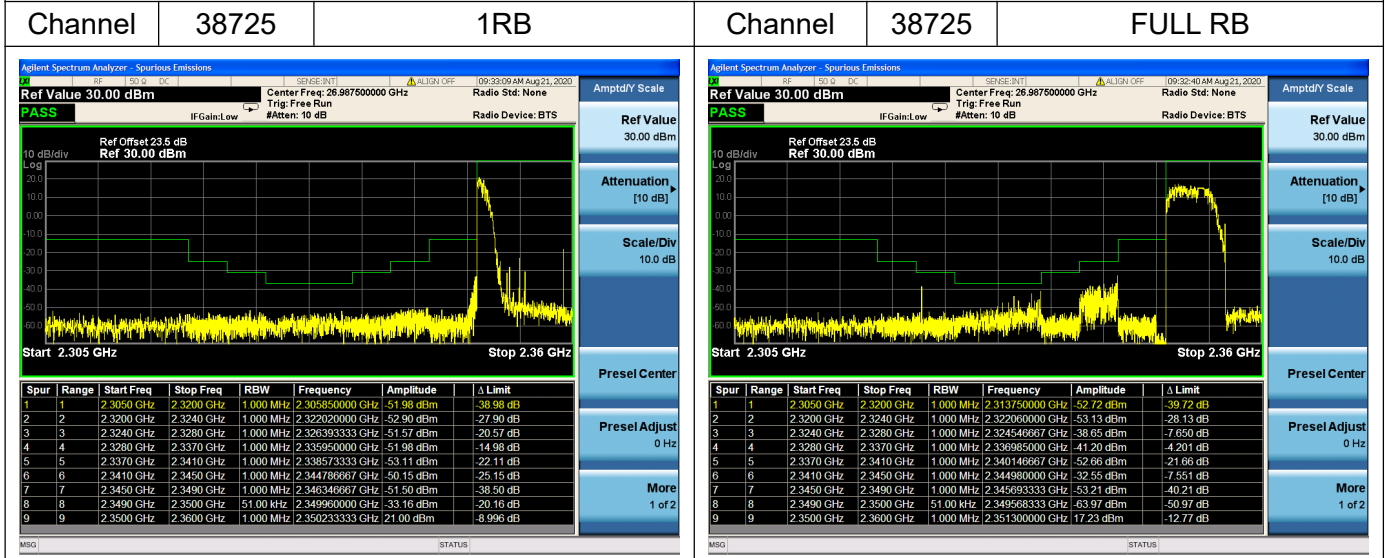 Channel 38725 1RB Channel 38725 FULL RB
Agilent Spectrum Analyzer - Spurious Emissions
RF 50 Ω DC SENSE:INT ALIGN OFF 09:33:09 AM Aug 21, 2020
Ref Value 30.00 dBm Center Freq: 26.987500000 GHz Radio Std: None
Trig: Free Run
PASS IFGain:Low #Atten: 10 dB Radio Device: BTS
Ref Offset 23.5 dB
10 dB/div Ref 30.00 dBm
Log
20.0
10.0
0.00
-10.0
-20.0
-30.0
-40.0
-50.0
-60.0
Start 2.305 GHz Stop 2.36 GHz
Spur Range Start Freq Stop Freq RBW Frequency Amplitude Δ Limit
1 1 2.3050 GHz 2.3200 GHz 1.000 MHz 2.305850000 GHz -51.98 dBm -38.98 dB
2 2 2.3200 GHz 2.3240 GHz 1.000 MHz 2.322020000 GHz -52.90 dBm -27.90 dB
3 3 2.3240 GHz 2.3280 GHz 1.000 MHz 2.326393333 GHz -51.57 dBm -20.57 dB
4 4 2.3280 GHz 2.3370 GHz 1.000 MHz 2.335950000 GHz -51.98 dBm -14.98 dB
5 5 2.3370 GHz 2.3410 GHz 1.000 MHz 2.338573333 GHz -53.11 dBm -22.11 dB
6 6 2.3410 GHz 2.3450 GHz 1.000 MHz 2.344786667 GHz -50.15 dBm -25.15 dB
7 7 2.3450 GHz 2.3490 GHz 1.000 MHz 2.346346667 GHz -51.50 dBm -38.50 dB
8 8 2.3490 GHz 2.3500 GHz 51.00 kHz 2.349960000 GHz -33.16 dBm -20.16 dB
9 9 2.3500 GHz 2.3600 GHz 1.000 MHz 2.350233333 GHz 21.00 dBm -8.996 dB
MSG STATUS
Amptd/Y Scale
Ref Value
30.00 dBm
Attenuation
[10 dB]
Scale/Div
10.0 dB
Presel Center
Presel Adjust
0 Hz
More
1 of 2
Agilent Spectrum Analyzer - Spurious Emissions
RF 50 Ω DC SENSE:INT ALIGN OFF 09:32:40 AM Aug 21, 2020
Ref Value 30.00 dBm Center Freq: 26.987500000 GHz Radio Std: None
Trig: Free Run
PASS IFGain:Low #Atten: 10 dB Radio Device: BTS
Ref Offset 23.5 dB
10 dB/div Ref 30.00 dBm
Log
20.0
10.0
0.00
-10.0
-20.0
-30.0
-40.0
-50.0
-60.0
Start 2.305 GHz Stop 2.36 GHz
Spur Range Start Freq Stop Freq RBW Frequency Amplitude Δ Limit
1 1 2.3050 GHz 2.3200 GHz 1.000 MHz 2.313750000 GHz -52.72 dBm -39.72 dB
2 2 2.3200 GHz 2.3240 GHz 1.000 MHz 2.322060000 GHz -53.13 dBm -28.13 dB
3 3 2.3240 GHz 2.3280 GHz 1.000 MHz 2.324546667 GHz -38.65 dBm -7.650 dB
4 4 2.3280 GHz 2.3370 GHz 1.000 MHz 2.336985000 GHz -41.20 dBm -4.201 dB
5 5 2.3370 GHz 2.3410 GHz 1.000 MHz 2.340146667 GHz -52.66 dBm -21.66 dB
6 6 2.3410 GHz 2.3450 GHz 1.000 MHz 2.344980000 GHz -32.55 dBm -7.551 dB
7 7 2.3450 GHz 2.3490 GHz 1.000 MHz 2.345693333 GHz -53.21 dBm -40.21 dB
8 8 2.3490 GHz 2.3500 GHz 51.00 kHz 2.349568333 GHz -63.97 dBm -50.97 dB
9 9 2.3500 GHz 2.3600 GHz 1.000 MHz 2.351300000 GHz 17.23 dBm -12.77 dB
MSG STATUS
Amptd/Y Scale
Ref Value
30.00 dBm
Attenuation
[10 dB]
Scale/Div
10.0 dB
Presel Center
Presel Adjust
0 Hz
More
1 of 2